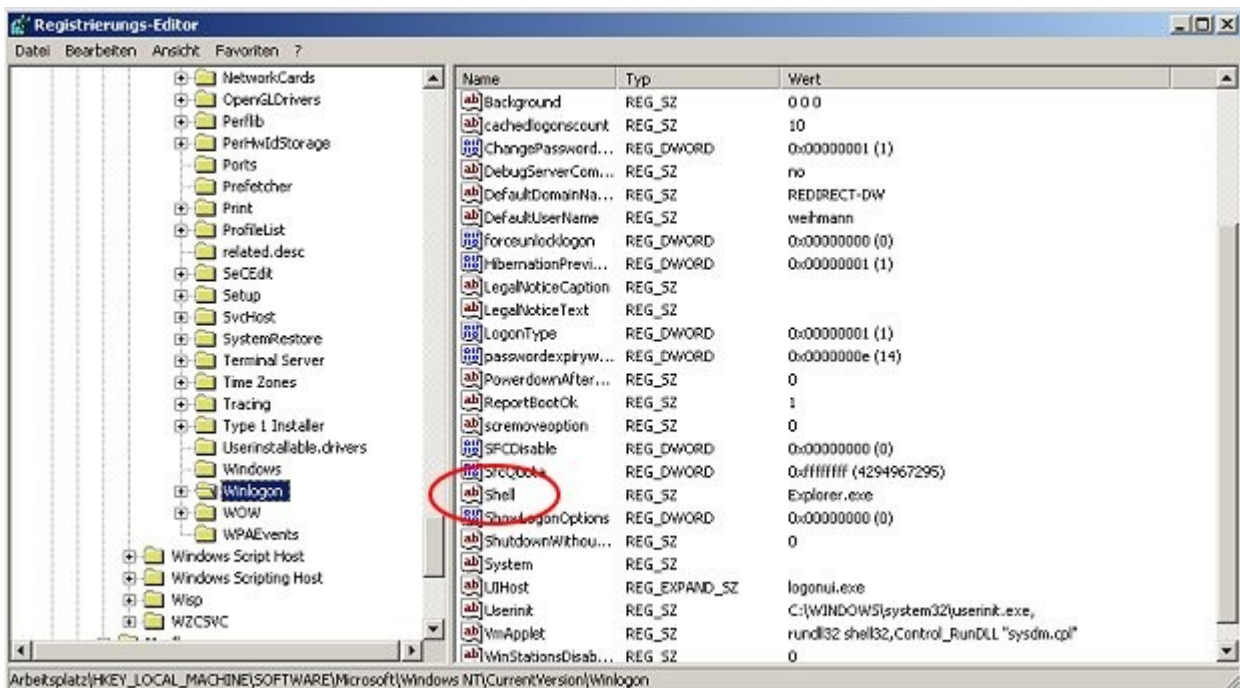 Registrierungs-Editor
Datei Bearbeiten Ansicht Favoriten ?
NetworkCards
OpenGLDrivers
Perflib
PerHwIdStorage
Ports
Prefetcher
Print
ProfileList
related.desc
SeCEdit
Setup
SvcHost
SystemRestore
Terminal Server
Time Zones
Tracing
Type 1 Installer
Userinstallable.drivers
Windows
Winlogon
WOW
WPAEvents
Windows Script Host
Windows Scripting Host
Wisp
WZCSVC
Name Typ Wert
Background REG_SZ 0 0 0
cachedlogonscount REG_SZ 10
ChangePassword... REG_DWORD 0x00000001 (1)
DebugServerCom... REG_SZ no
DefaultDomainNa... REG_SZ REDIRECT-DW
DefaultUserName REG_SZ weihmann
forceunlocklogon REG_DWORD 0x00000000 (0)
HibernationPrevi... REG_DWORD 0x00000001 (1)
LegalNoticeCaption REG_SZ
LegalNoticeText REG_SZ
LogonType REG_DWORD 0x00000001 (1)
passwordexpiryw... REG_DWORD 0x0000000e (14)
PowerdownAfter... REG_SZ 0
ReportBootOk REG_SZ 1
scremoveoption REG_SZ 0
SFCDisable REG_DWORD 0x00000000 (0)
SfcQuota REG_DWORD 0xffffffff (4294967295)
Shell REG_SZ Explorer.exe
ShowLogonOptions REG_DWORD 0x00000000 (0)
ShutdownWithou... REG_SZ 0
System REG_SZ
UIHost REG_EXPAND_SZ logonui.exe
Userinit REG_SZ C:\WINDOWS\system32\userinit.exe,
VmApplet REG_SZ rundll32 shell32,Control_RunDLL "sysdm.cpl"
WinStationsDisab... REG_SZ 0
Arbeitsplatz\HKEY_LOCAL_MACHINE\SOFTWARE\Microsoft\Windows NT\CurrentVersion\Winlogon